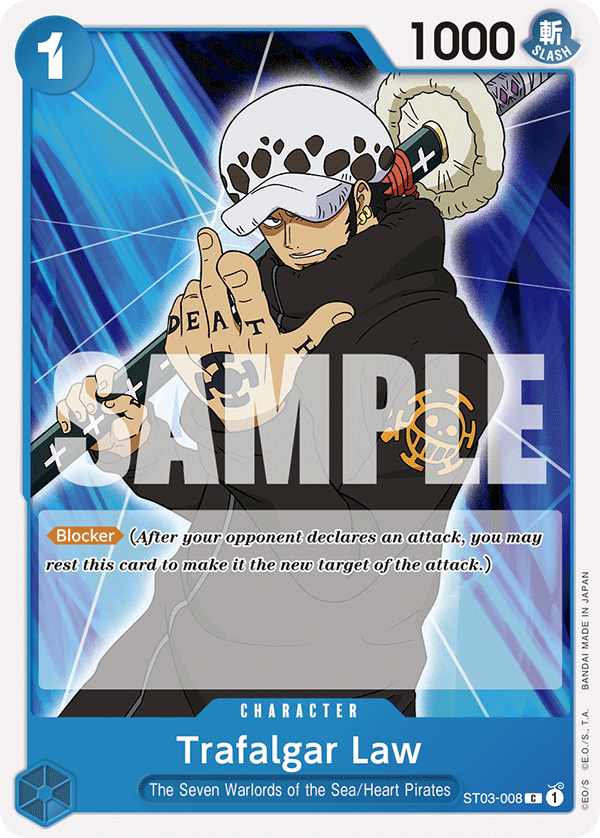 1
1000
斬
SLASH
DEATH
SAMPLE
Blocker (After your opponent declares an attack, you may
rest this card to make it the new target of the attack.)
CHARACTER
Trafalgar Law
The Seven Warlords of the Sea/Heart Pirates
ST03-008 C 1
©E.O/S ©E.O./S., T.A. BANDAI MADE IN JAPAN